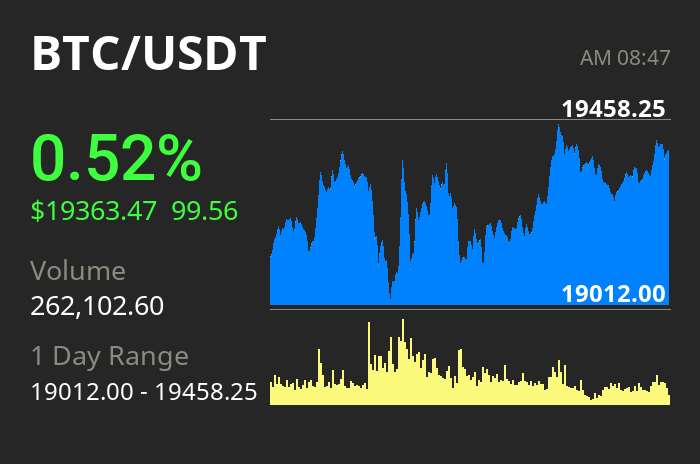 BTC/USDT
AM 08:47
19458.25
0.52%
$19363.47 99.56
Volume
262,102.60
19012.00
1 Day Range
19012.00 - 19458.25